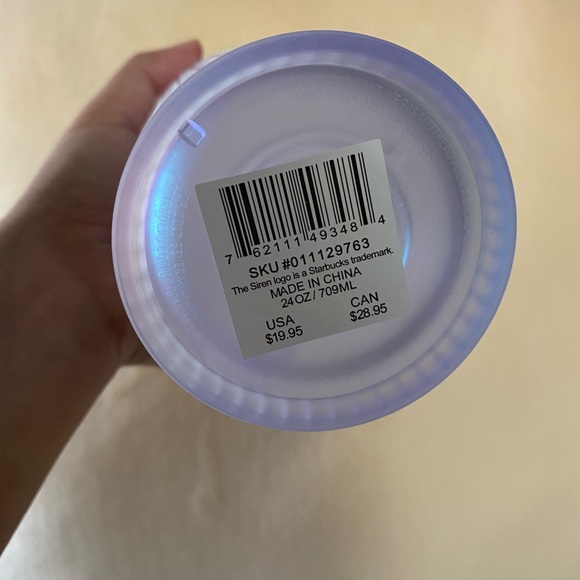 7 62111 49348 4
SKU #011129763
The Siren logo is a Starbucks trademark.
MADE IN CHINA
24 OZ / 709ML
USA CAN
$19.95 $28.95